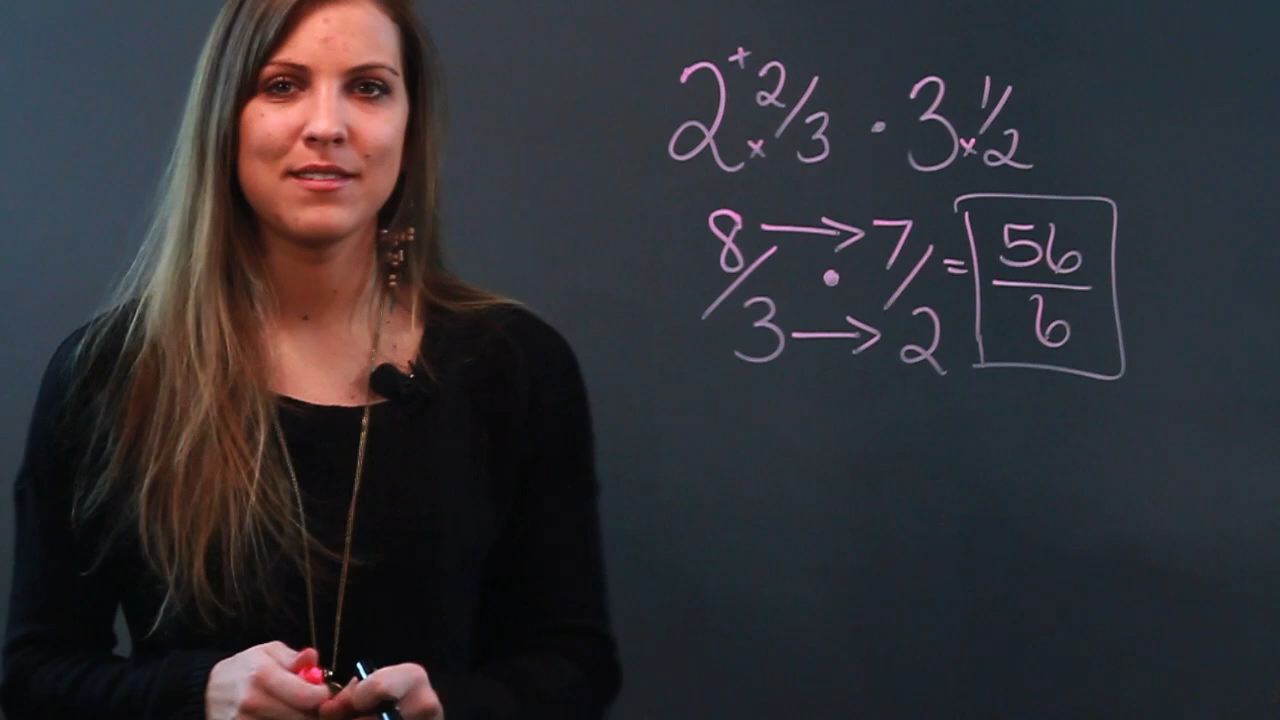 2 + 2/3 · 3 1/2
x x
8/3 → · → 7/2 = 56/6